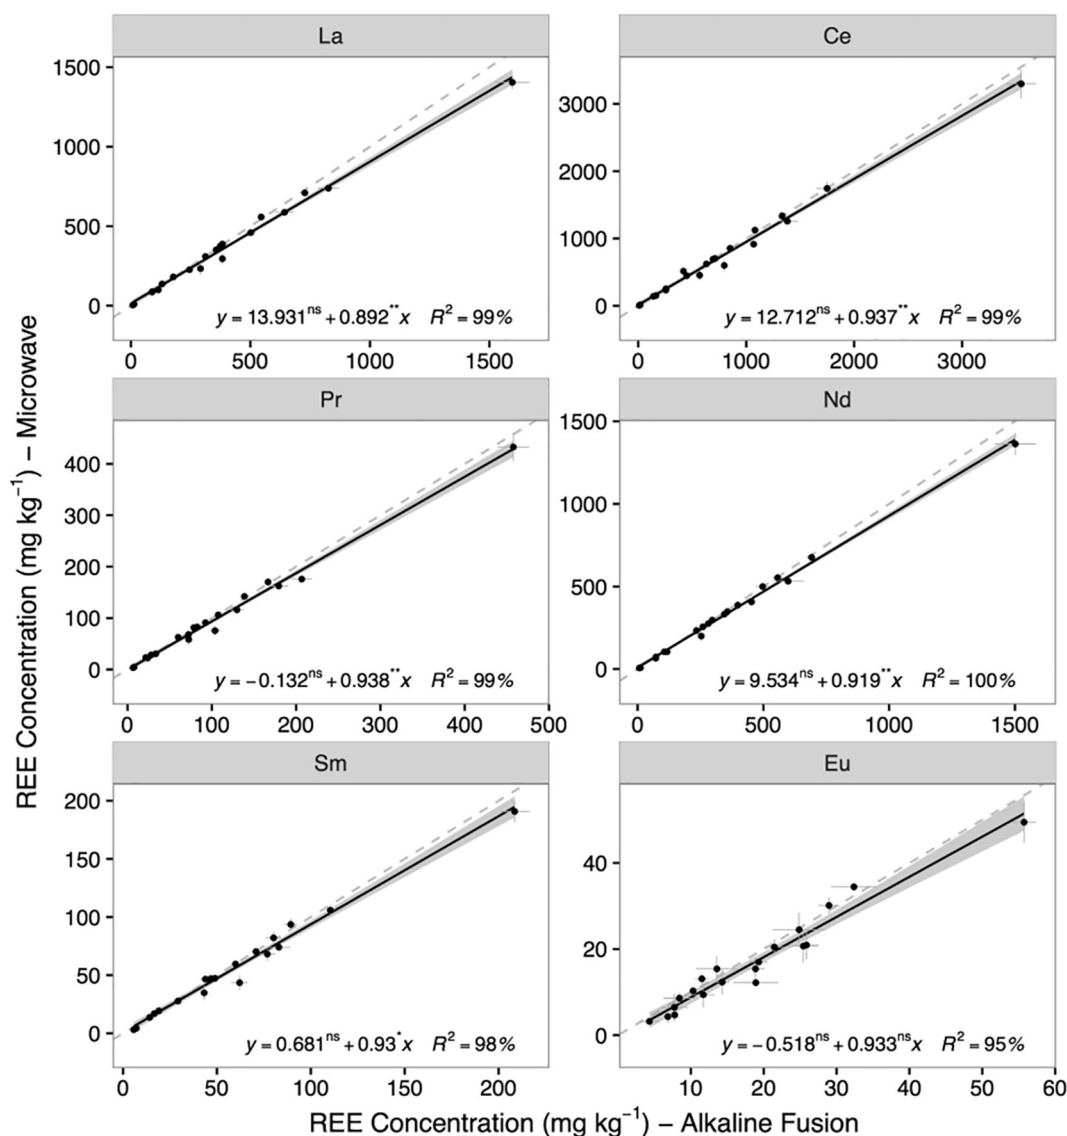 La
Ce
1500
1000
500
0
3000
2000
1000
0
y = 13.931ns + 0.892**x R2 = 99%
y = 12.712ns + 0.937**x R2 = 99%
0 500 1000 1500
0 1000 2000 3000
Pr
Nd
400
300
200
100
0
1500
1000
500
0
y = −0.132ns + 0.938**x R2 = 99%
y = 9.534ns + 0.919**x R2 = 100%
0 100 200 300 400 500
0 500 1000 1500
Sm
Eu
200
150
100
50
0
40
20
0
y = 0.681ns + 0.93*x R2 = 98%
y = −0.518ns + 0.933nsx R2 = 95%
0 50 100 150 200
10 20 30 40 50 60
REE Concentration (mg kg−1) − Microwave
REE Concentration (mg kg−1) − Alkaline Fusion